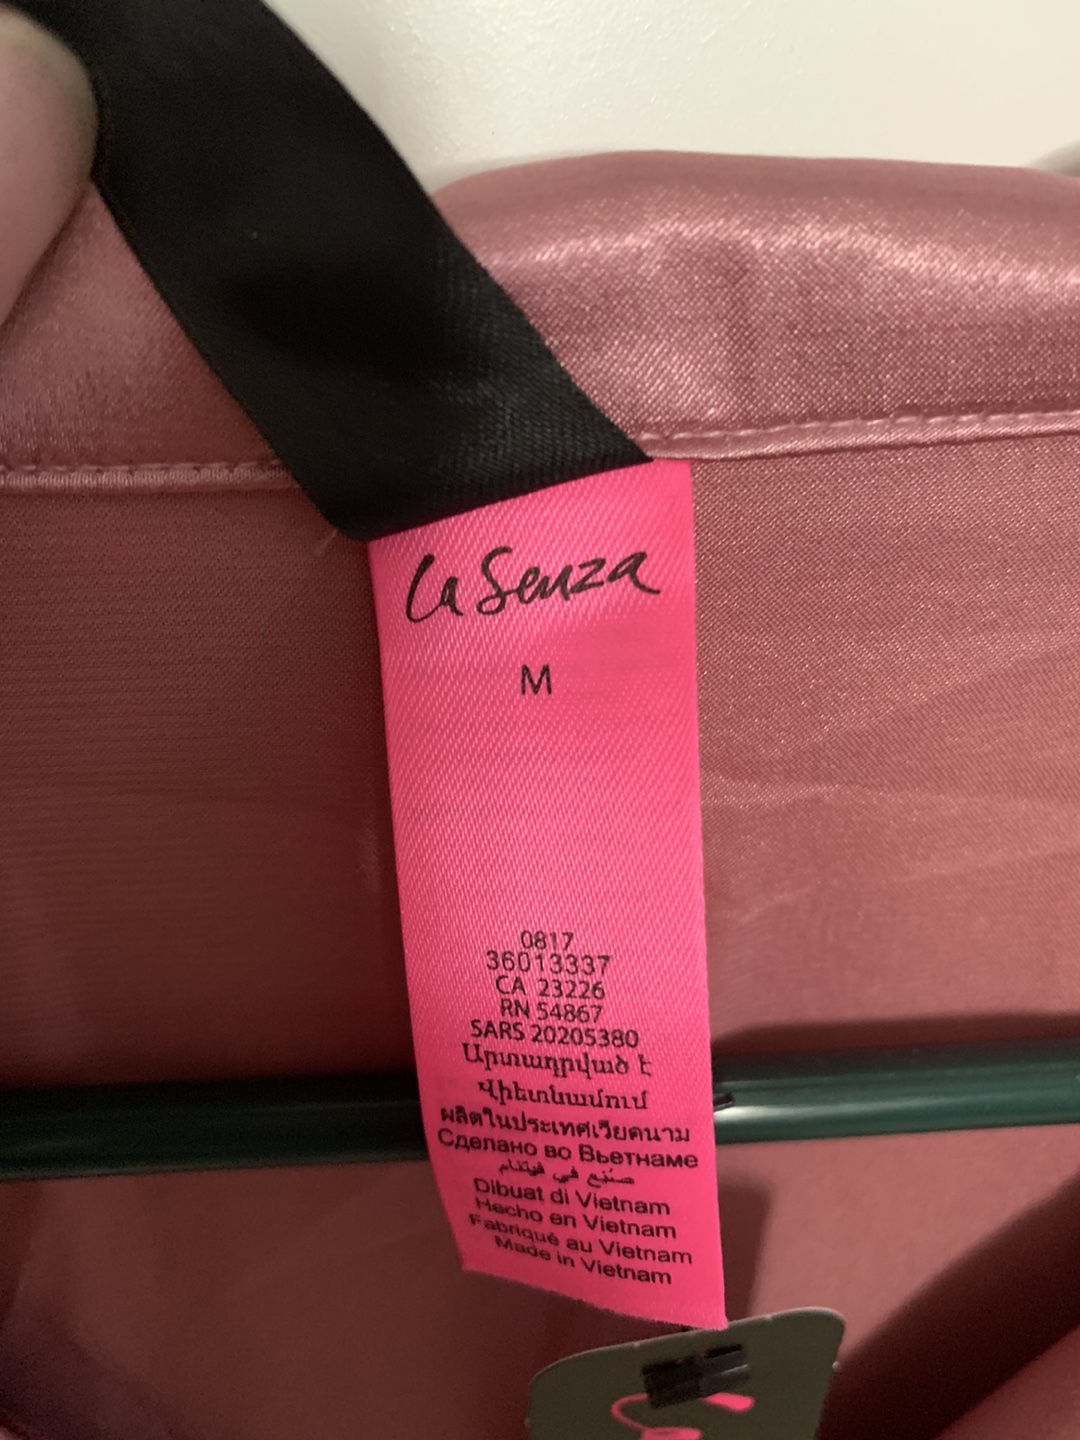 La Senza
M
0817
36013337
CA 23226
RN 54867
SARS 20205380
Արտադրված է
Վիետնամում
ผลิตในประเทศเวียดนาม
Сделано во Вьетнаме
صُنع في فيتنام
Dibuat di Vietnam
Hecho en Vietnam
Fabriqué au Vietnam
Made in Vietnam